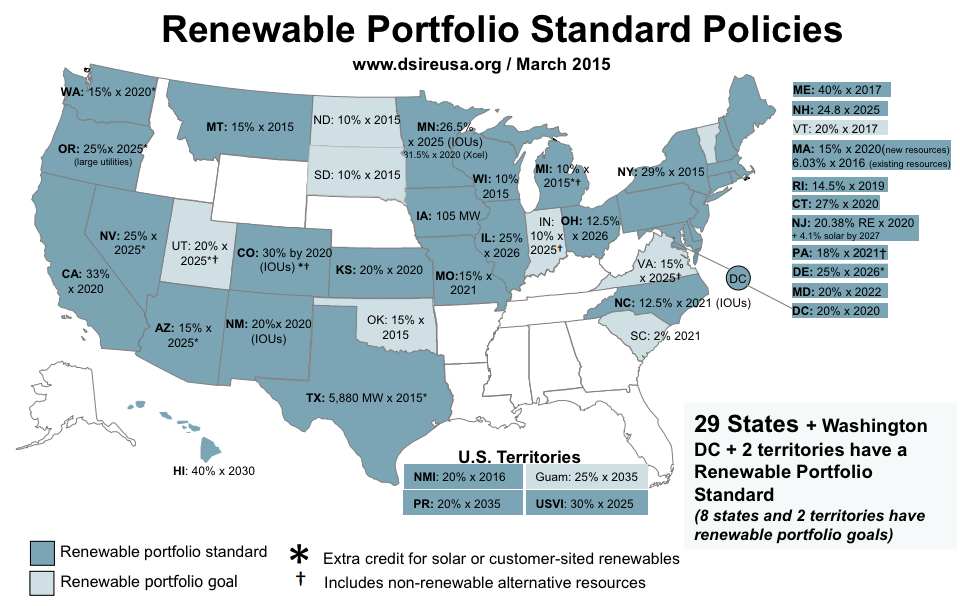 Renewable Portfolio Standard Policies
www.dsireusa.org / March 2015
WA: 15% x 2020*
OR: 25%x 2025*
(large utilities)
MT: 15% x 2015
ND: 10% x 2015
SD: 10% x 2015
MN:26.5%
x 2025 (IOUs)
31.5% x 2020 (Xcel)
WI: 10%
2015
MI: 10% x
2015*†
NY: 29% x 2015
IA: 105 MW
IL: 25%
x 2026
IN:
10% x
2025†
OH: 12.5%
x 2026
NV: 25% x
2025*
UT: 20% x
2025*†
CO: 30% by 2020
(IOUs) *†
KS: 20% x 2020
MO:15% x
2021
CA: 33%
x 2020
AZ: 15% x
2025*
NM: 20%x 2020
(IOUs)
OK: 15% x
2015
TX: 5,880 MW x 2015*
VA: 15%
x 2025†
NC: 12.5% x 2021 (IOUs)
SC: 2% 2021
DC
HI: 40% x 2030
ME: 40% x 2017
NH: 24.8 x 2025
VT: 20% x 2017
MA: 15% x 2020(new resources)
6.03% x 2016 (existing resources)
RI: 14.5% x 2019
CT: 27% x 2020
NJ: 20.38% RE x 2020
+ 4.1% solar by 2027
PA: 18% x 2021†
DE: 25% x 2026*
MD: 20% x 2022
DC: 20% x 2020
U.S. Territories
NMI: 20% x 2016
Guam: 25% x 2035
PR: 20% x 2035
USVI: 30% x 2025
29 States + Washington
DC + 2 territories have a
Renewable Portfolio
Standard
(8 states and 2 territories have
renewable portfolio goals)
Renewable portfolio standard
Renewable portfolio goal
* Extra credit for solar or customer-sited renewables
† Includes non-renewable alternative resources